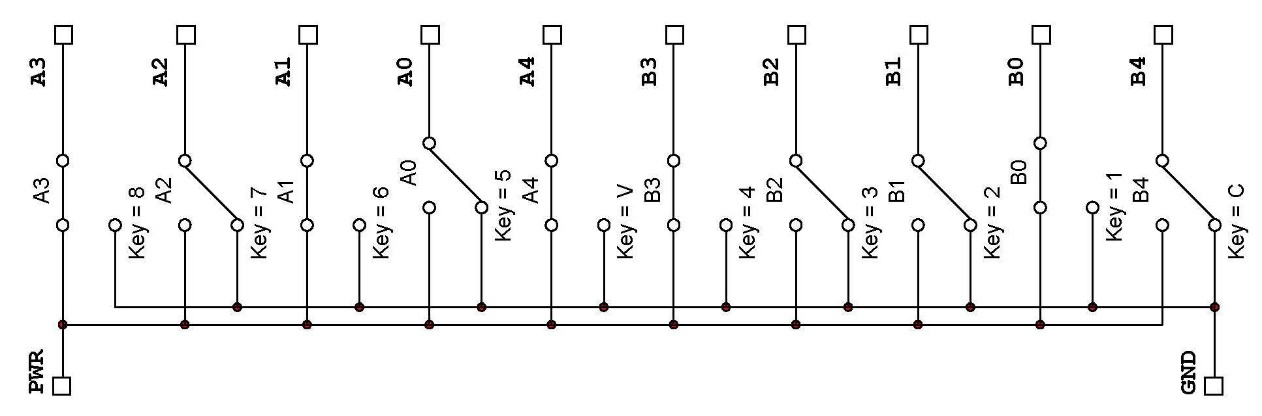 A3
A2
A1
A0
A4
B3
B2
B1
B0
B4
A3
Key = 8
A2
Key = 7
A1
Key = 6
A0
Key = 5
A4
Key = V
B3
Key = 4
B2
Key = 3
B1
Key = 2
B0
Key = 1
B4
Key = C
PWR
GND